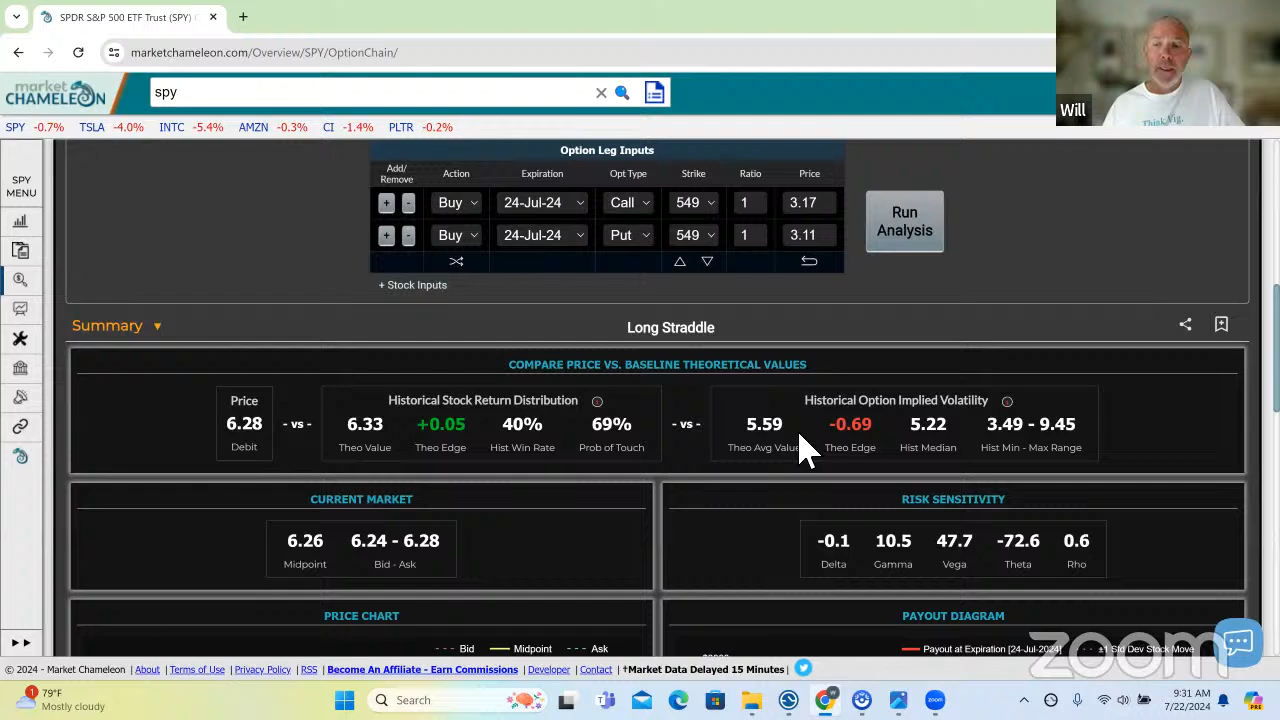 SPDR S&P 500 ETF Trust (SPY) C
marketchameleon.com/Overview/SPY/OptionChain/
market
CHAMELEON
spy
Will
Think Vig.
SPY -0.7% TSLA -4.0% INTC -5.4% AMZN -0.3% CI -1.4% PLTR -0.2%
SPY
MENU
Option Leg Inputs
Add/
Remove
Action Expiration Opt Type Strike Ratio Price
+ - Buy 24-Jul-24 Call 549 1 3.17
+ - Buy 24-Jul-24 Put 549 1 3.11
Run
Analysis
+ Stock Inputs
Summary
Long Straddle
COMPARE PRICE VS. BASELINE THEORETICAL VALUES
Price
6.28
Debit
- vs -
Historical Stock Return Distribution
6.33 +0.05 40% 69%
Theo Value Theo Edge Hist Win Rate Prob of Touch
- vs -
Historical Option Implied Volatility
5.59 -0.69 5.22 3.49 - 9.45
Theo Avg Value Theo Edge Hist Median Hist Min - Max Range
CURRENT MARKET
6.26 6.24 - 6.28
Midpoint Bid - Ask
RISK SENSITIVITY
-0.1 10.5 47.7 -72.6 0.6
Delta Gamma Vega Theta Rho
PRICE CHART
Bid Midpoint Ask
PAYOUT DIAGRAM
Payout at Expiration [24-Jul-2024] ±1 Std Dev Stock Move
zoom
© 2024 - Market Chameleon | About | Terms of Use | Privacy Policy | RSS | Become An Affiliate - Earn Commissions | Developer | Contact | †Market Data Delayed 15 Minutes |
1
79°F
Mostly cloudy
Search
9:31 AM
7/22/2024